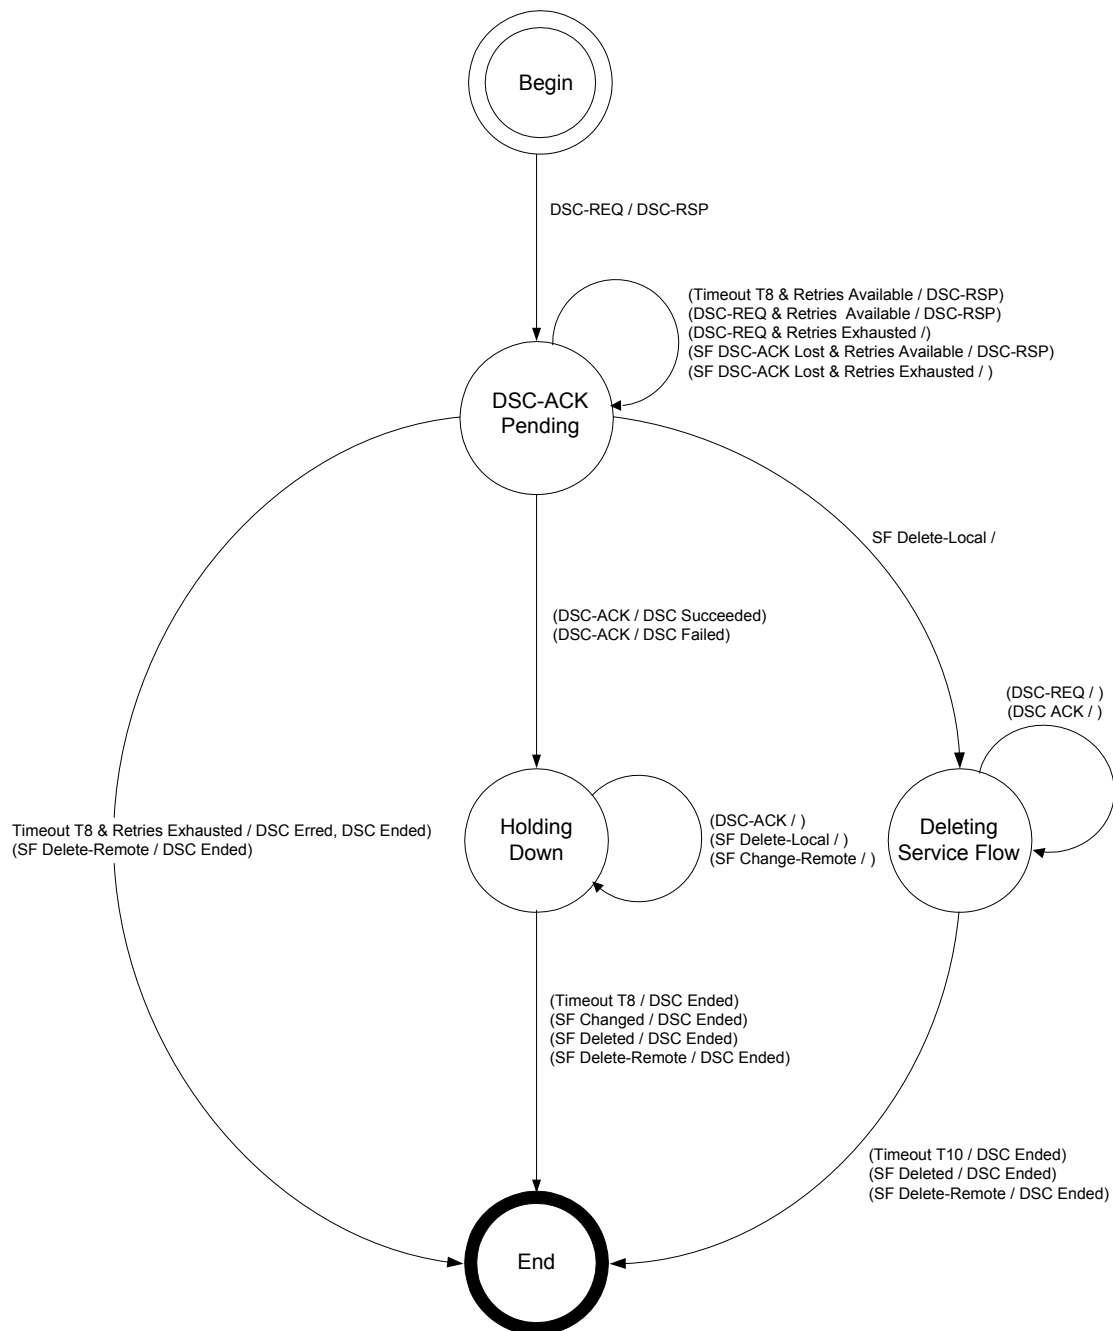 Begin
DSC-REQ / DSC-RSP
(Timeout T8 & Retries Available / DSC-RSP)
(DSC-REQ & Retries  Available / DSC-RSP)
(DSC-REQ & Retries Exhausted /)
(SF DSC-ACK Lost & Retries Available / DSC-RSP)
(SF DSC-ACK Lost & Retries Exhausted / )
DSC-ACK
Pending
SF Delete-Local /
(DSC-ACK / DSC Succeeded)
(DSC-ACK / DSC Failed)
(DSC-REQ / )
(DSC ACK / )
Timeout T8 & Retries Exhausted / DSC Erred, DSC Ended)
(SF Delete-Remote / DSC Ended)
Holding
Down
(DSC-ACK / )
(SF Delete-Local / )
(SF Change-Remote / )
Deleting
Service Flow
(Timeout T8 / DSC Ended)
(SF Changed / DSC Ended)
(SF Deleted / DSC Ended)
(SF Delete-Remote / DSC Ended)
(Timeout T10 / DSC Ended)
(SF Deleted / DSC Ended)
(SF Delete-Remote / DSC Ended)
End